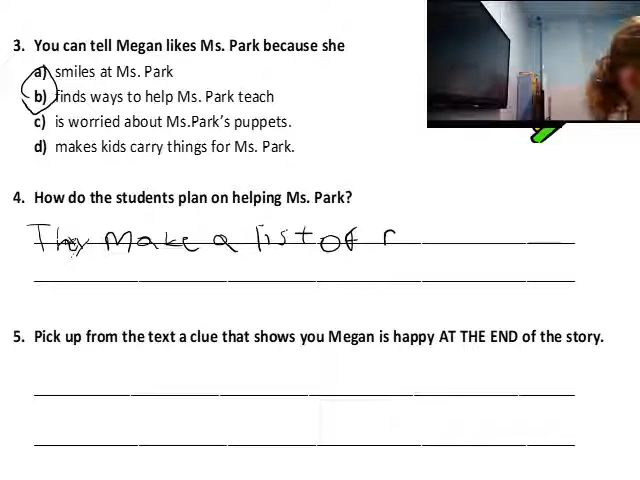 3. You can tell Megan likes Ms. Park because she
a) smiles at Ms. Park
b) finds ways to help Ms. Park teach
c) is worried about Ms.Park's puppets.
d) makes kids carry things for Ms. Park.
4. How do the students plan on helping Ms. Park?
They make a list of r
5. Pick up from the text a clue that shows you Megan is happy AT THE END of the story.